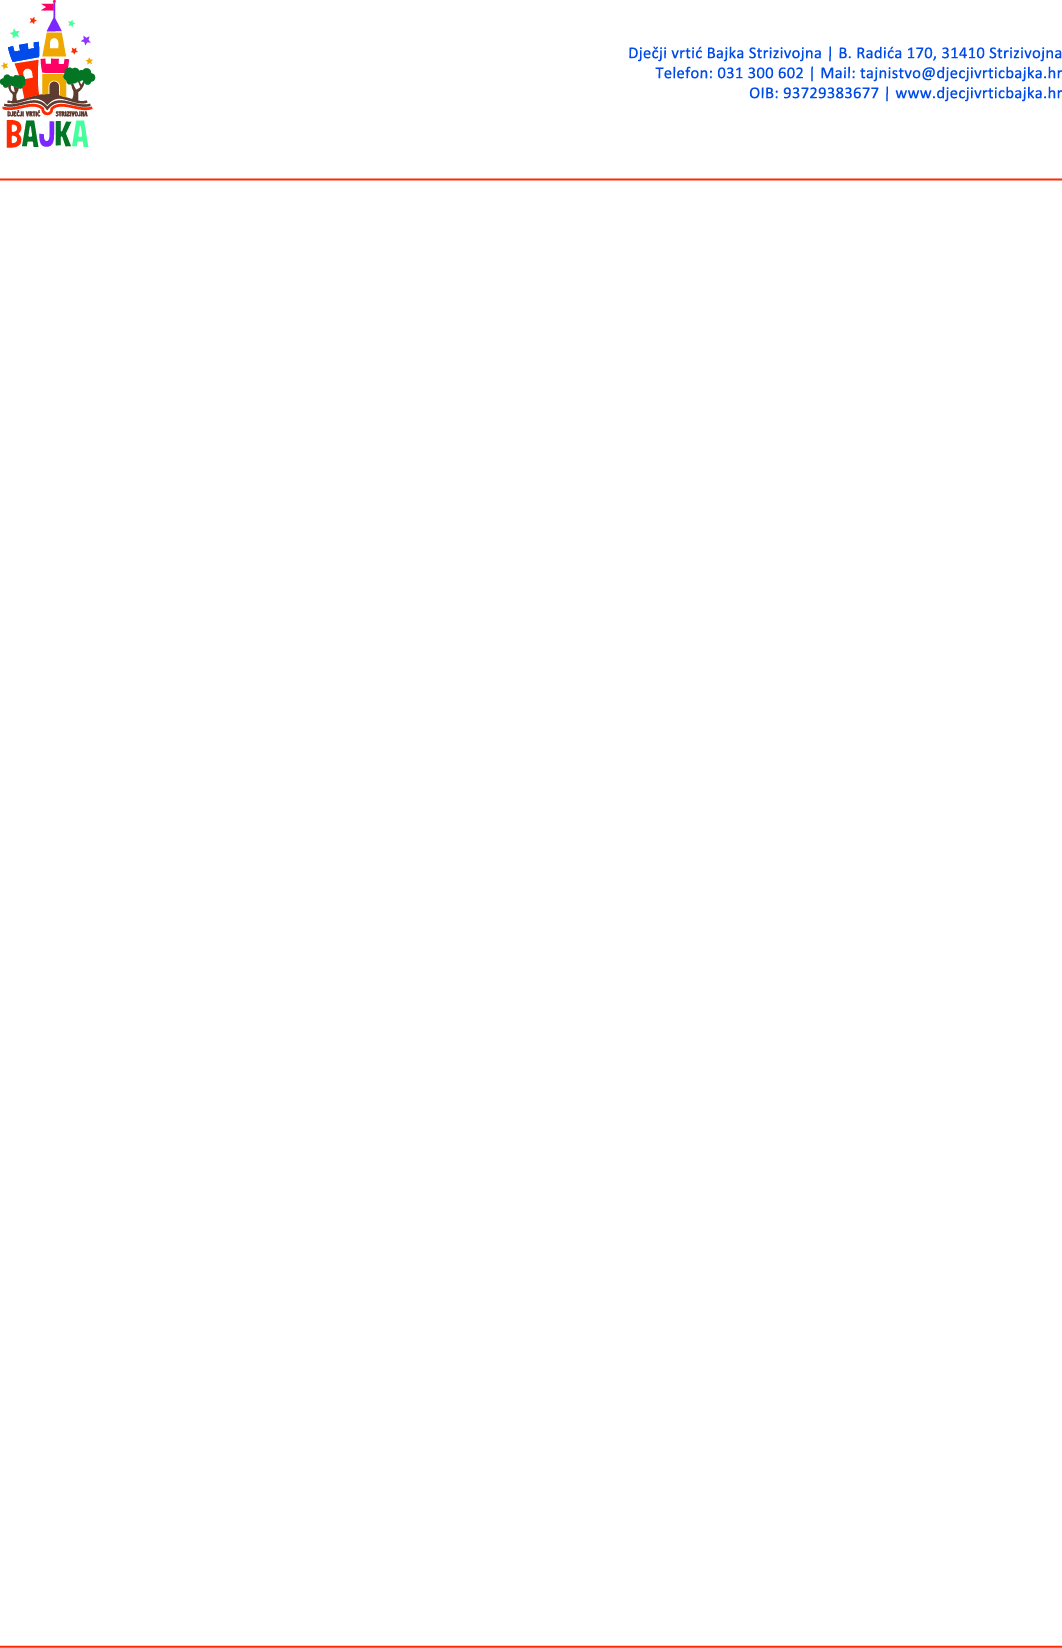 Dječji vrtić Bajka Strizivojna | B. Radića 170, 31410 Strizivojna
Telefon: 031 300 602 | Mail: tajnistvo@djecjivrticbajka.hr
OIB: 93729383677 | www.djecjivrticbajka.hr
DJEČJI VRTIĆ STRIZIVOJNA
BAJKA